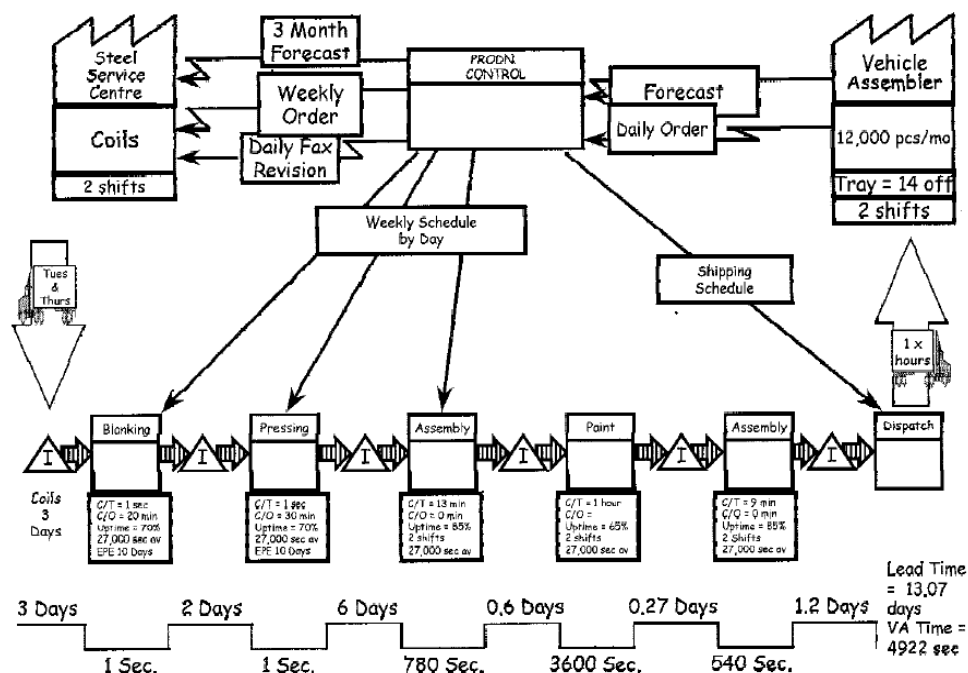 Steel
Service
Centre
Coils
2 shifts
3 Month
Forecast
Weekly
Order
Daily Fax
Revision
PRODN.
CONTROL
Forecast
Daily Order
Vehicle
Assembler
12,000 pcs/mo
Tray = 14 off
2 shifts
Weekly Schedule
by Day
Shipping
Schedule
Tues
&
Thurs
1 x
hours
Blanking
Pressing
Assembly
Paint
Assembly
Dispatch
I
I
I
I
I
I
Coils
3
Days
C/T = 1 sec
C/O = 20 min
Uptime = 70%
27,000 sec av
EPE 10 Days
C/T = 1 sec
C/O = 30 min
Uptime = 70%
27,000 sec av
EPE 10 Days
C/T = 13 min
C/O = 0 min
Uptime = 85%
2 shifts
27,000 sec av
C/T = 1 hour
C/O =
Uptime = 65%
2 shifts
27,000 sec av
C/T = 9 min
C/O = 0 min
Uptime = 85%
2 Shifts
27,000 sec av
3 Days
2 Days
6 Days
0.6 Days
0.27 Days
1.2 Days
1 Sec.
1 Sec.
780 Sec.
3600 Sec.
540 Sec.
Lead Time
= 13.07
days
VA Time =
4922 sec